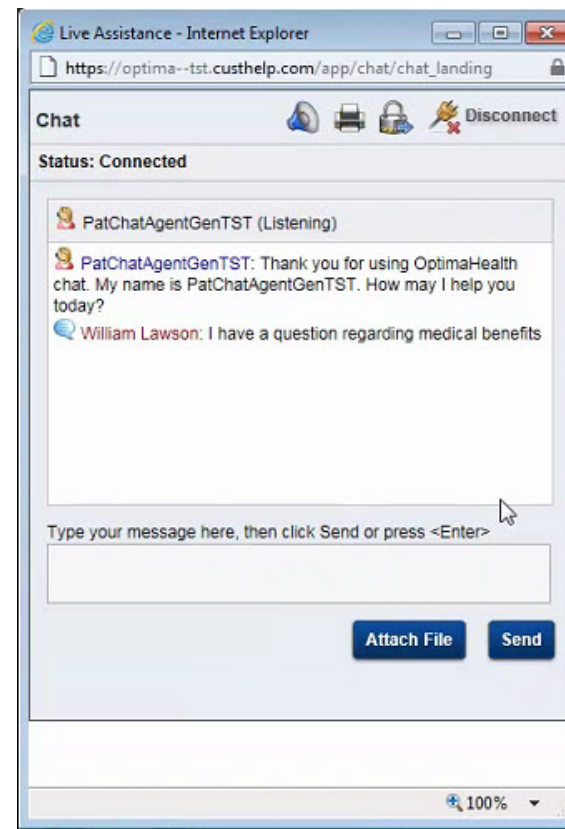 Live Assistance - Internet Explorer
https://optima--tst.custhelp.com/app/chat/chat_landing
Chat
Disconnect
Status: Connected
PatChatAgentGenTST (Listening)
PatChatAgentGenTST: Thank you for using OptimaHealth
chat. My name is PatChatAgentGenTST. How may I help you
today?
William Lawson: I have a question regarding medical benefits
Type your message here, then click Send or press <Enter>
Attach File
Send
100%